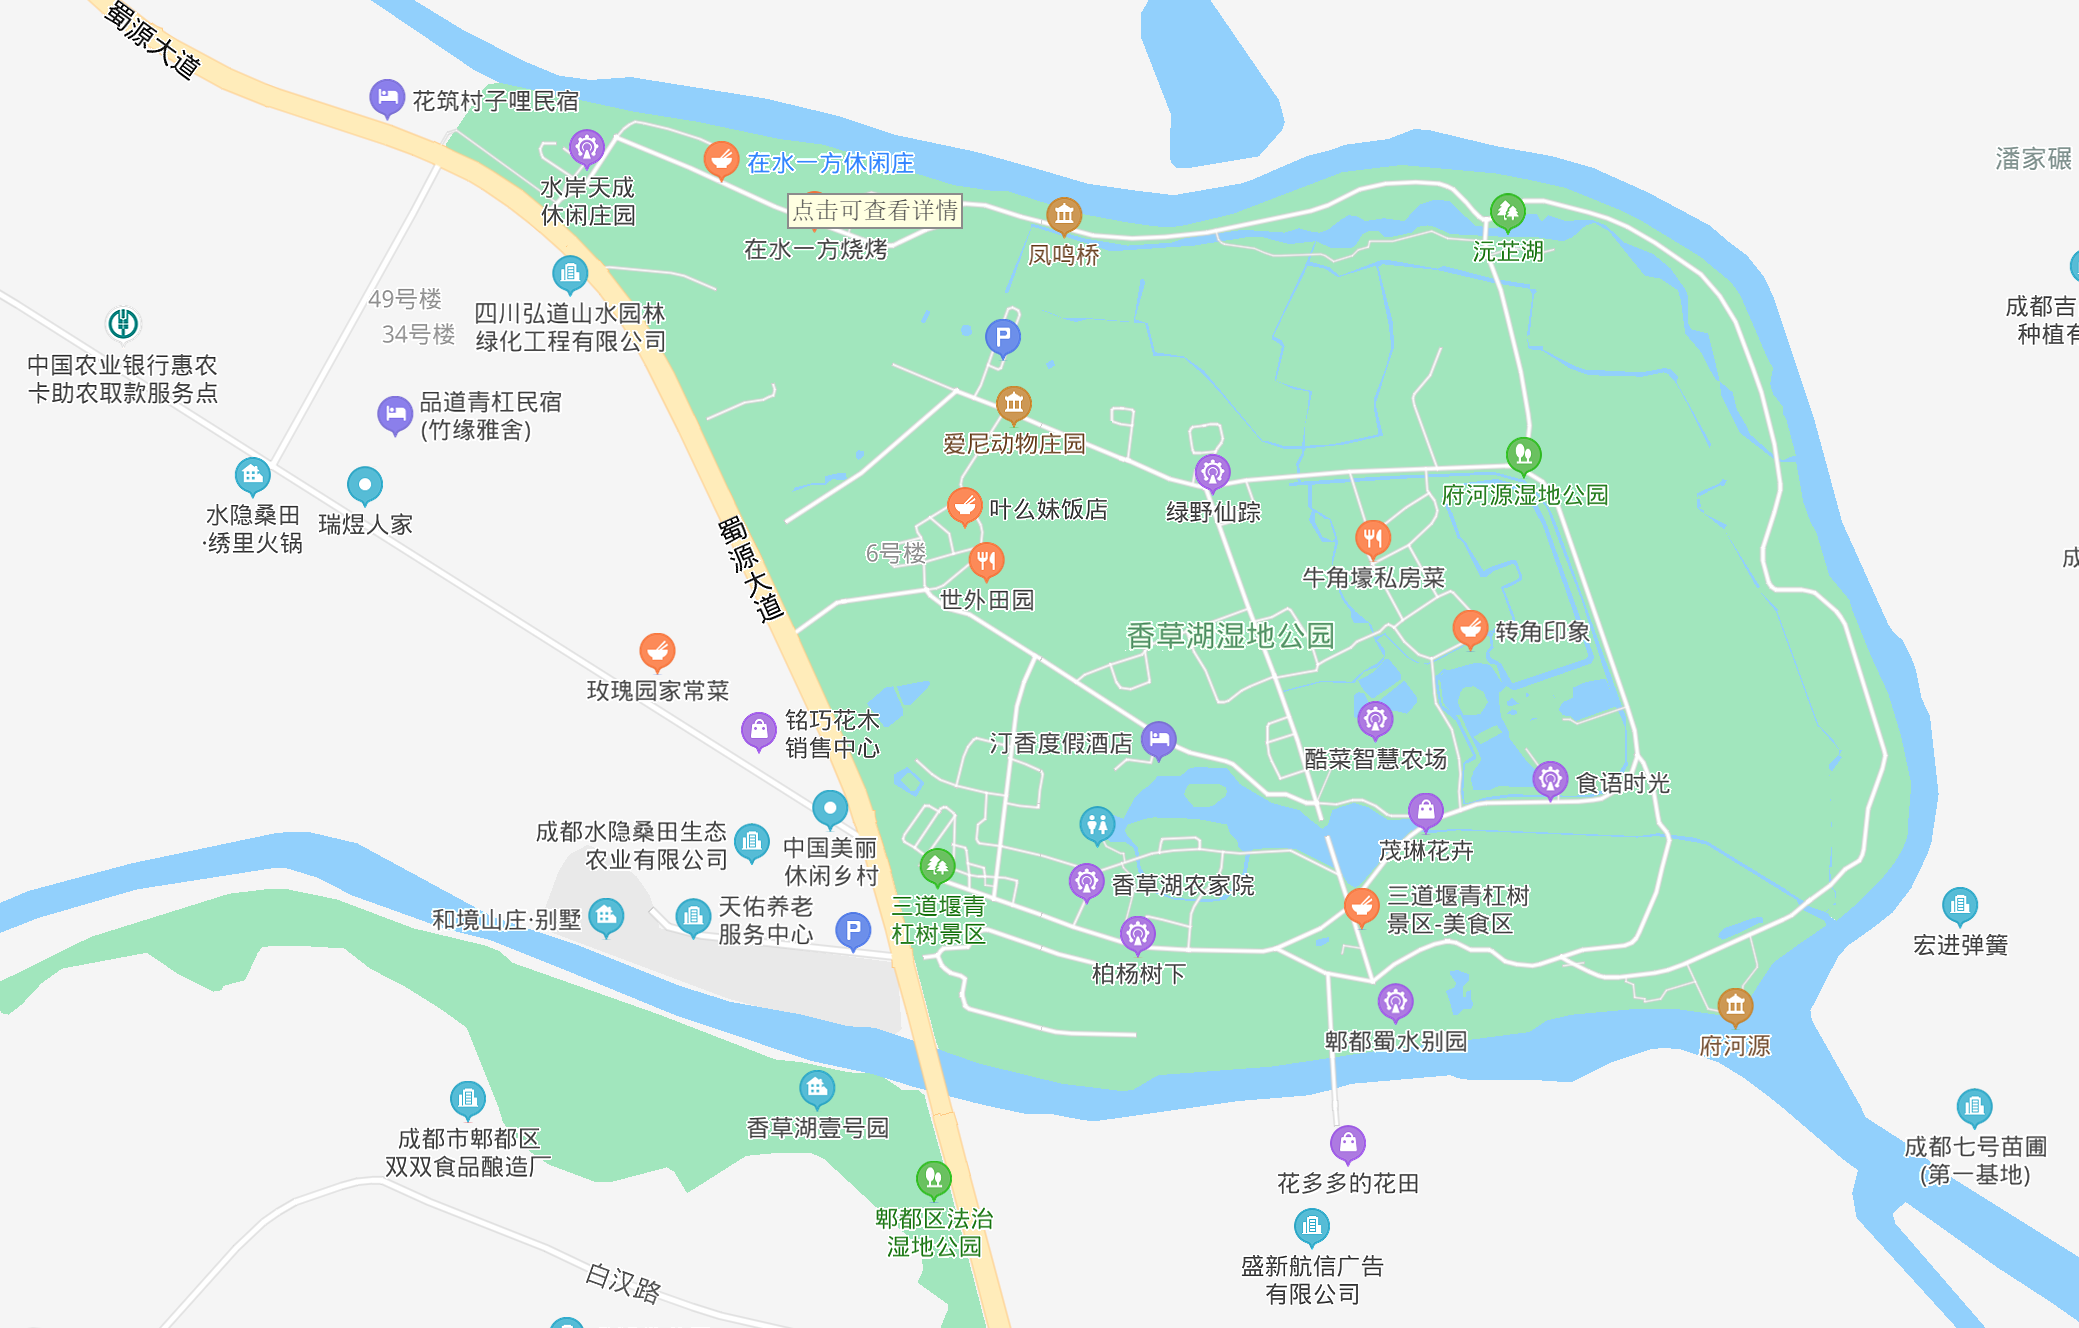 蜀源大道
花筑村子哩民宿
水岸天成
休闲庄园
在水一方休闲庄
点击可查看详情
在水一方烧烤
凤鸣桥
沅芷湖
潘家碾
49号楼
34号楼
四川弘道山水园林
绿化工程有限公司
中国农业银行惠农
卡助农取款服务点
品道青杠民宿
(竹缘雅舍)
成都吉
种植有
爱尼动物庄园
水隐桑田
·绣里火锅
瑞煜人家
叶么妹饭店
绿野仙踪
府河源湿地公园
蜀源大道
6号楼
世外田园
牛角壕私房菜
成
香草湖湿地公园
转角印象
玫瑰园家常菜
铭巧花木
销售中心
汀香度假酒店
酷菜智慧农场
食语时光
成都水隐桑田生态
农业有限公司
中国美丽
休闲乡村
茂琳花卉
香草湖农家院
三道堰青
杠树景区
三道堰青杠树
景区-美食区
和境山庄·别墅
天佑养老
服务中心
柏杨树下
宏进弹簧
郫都蜀水别园
府河源
香草湖壹号园
成都市郫都区
双双食品酿造厂
成都七号苗圃
(第一基地)
花多多的花田
郫都区法治
湿地公园
白汉路
盛新航信广告
有限公司